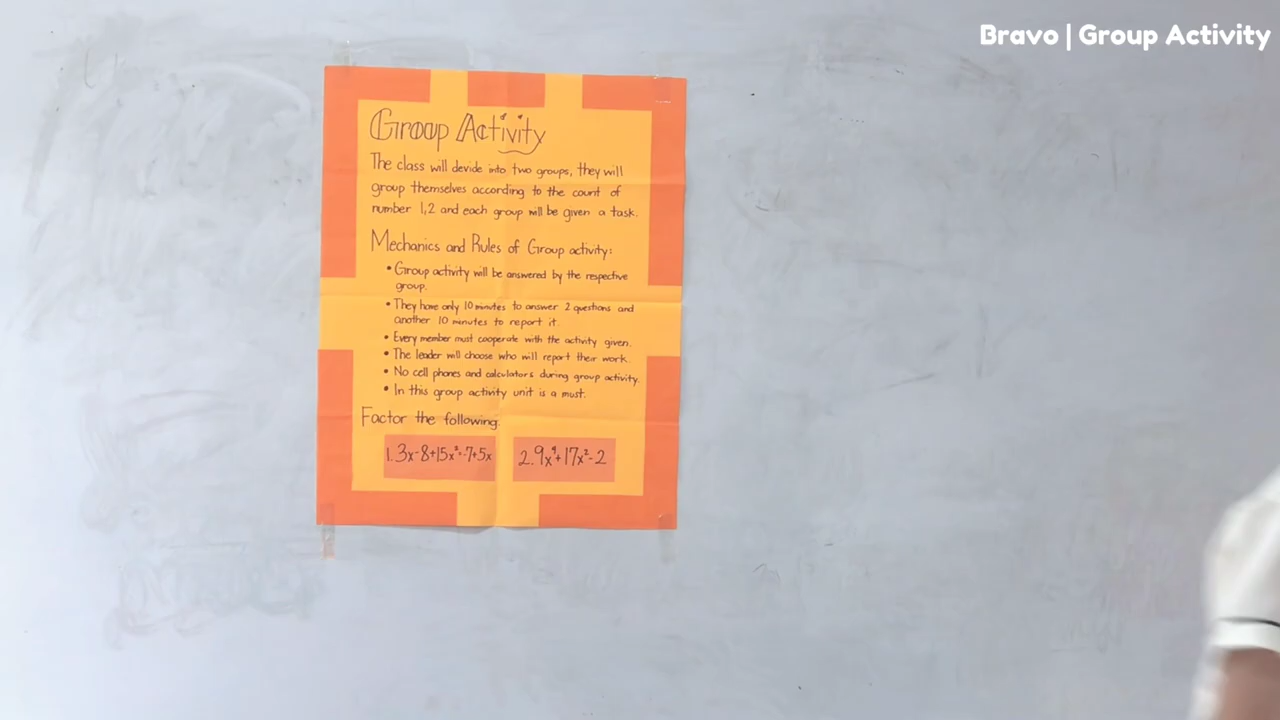 Bravo | Group Activity
Group Activity
The class will devide into two groups, they will
group themselves according to the count of
number 1,2 and each group will be given a task.
Mechanics and Rules of Group activity:
• Group activity will be answered by the respective
group.
• They have only 10 minutes to answer 2 questions and
another 10 minutes to report it.
• Every member must cooperate with the activity given.
• The leader will choose who will report their work.
• No cell phones and calculators during group activity.
• In this group activity unit is a must.
Factor the following:
1. 3x-8+15x²-7+5x 2. 9x⁴+17x²-2